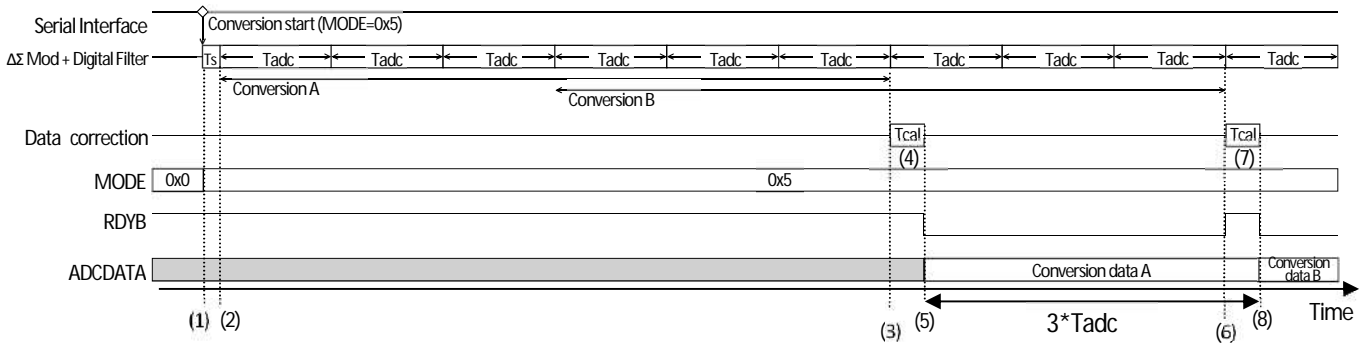 Serial Interface
Conversion start (MODE=0x5)
ΔΣ Mod + Digital Filter
Ts Tadc Tadc Tadc Tadc Tadc Tadc Tadc Tadc Tadc Tadc
Conversion A
Conversion B
Data correction
Tcal Tcal
(4) (7)
MODE 0x0 0x5
RDYB
ADCDATA Conversion data A Conversion
data B
Time
(1) (2) (3) (5) 3*Tadc (6) (8)